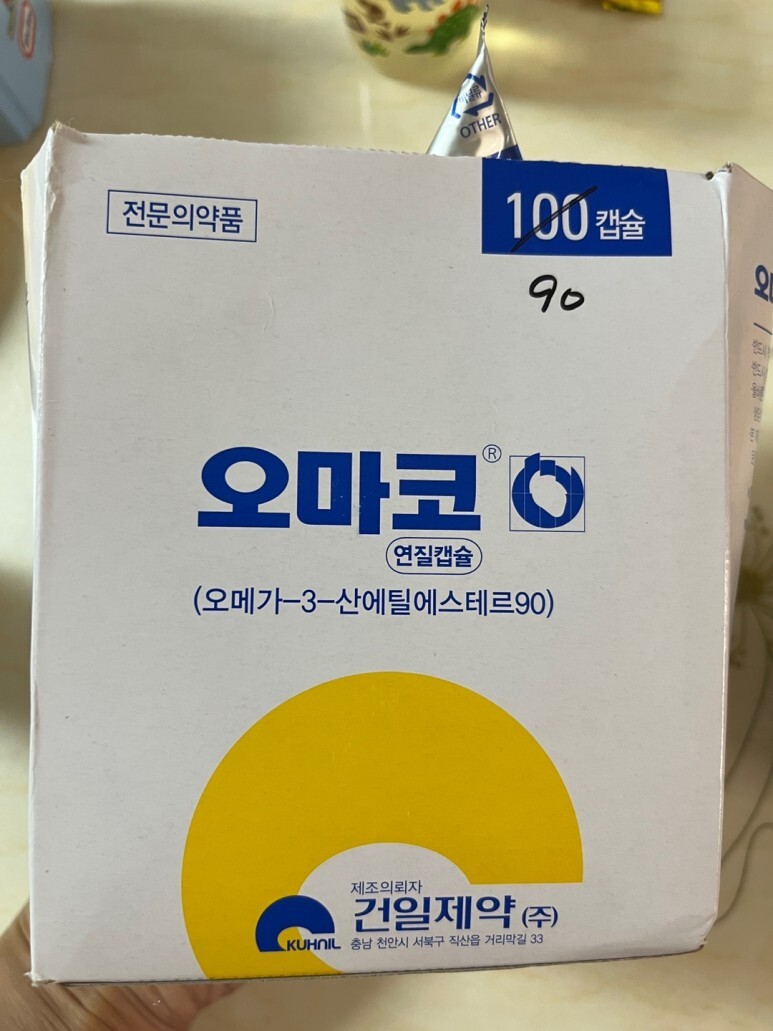 OTHER
전문의약품
100 캡슐
90
오마코®
연질캡슐
(오메가-3-산에틸에스테르90)
제조의뢰자
건일제약(주)
KUHNIL
충남 천안시 서북구 직산읍 거리막길 33